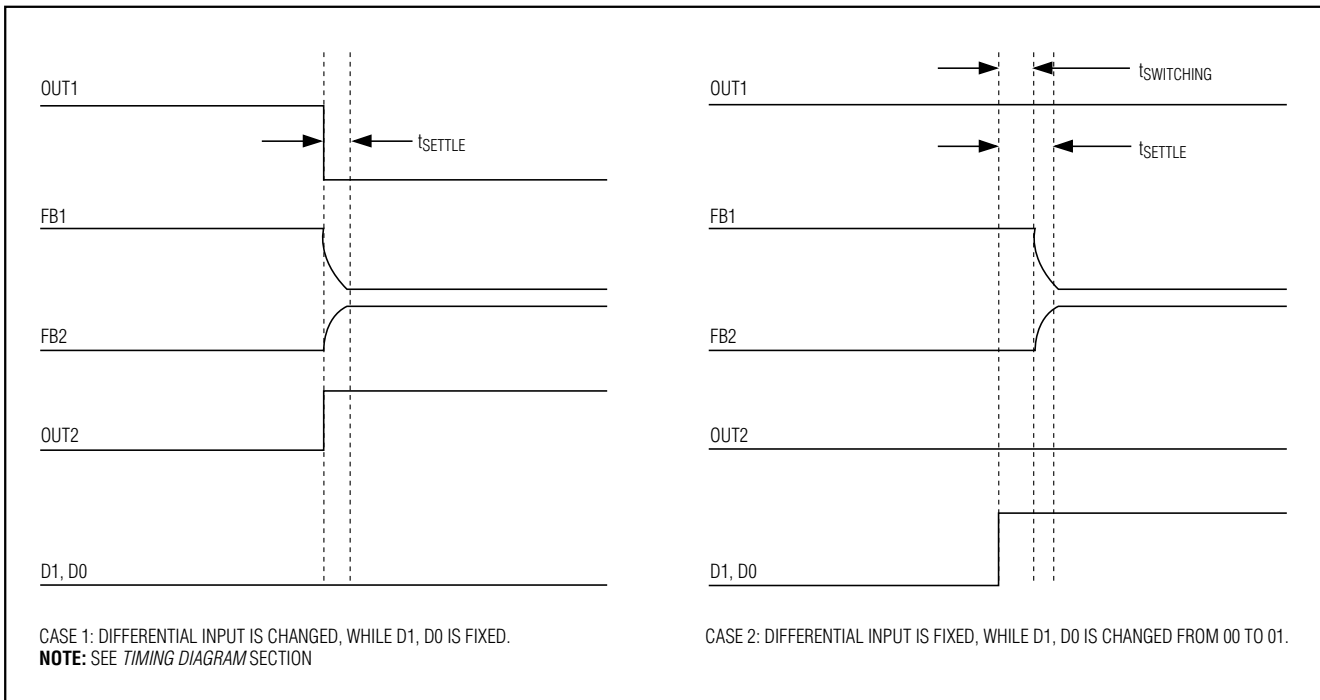 OUT1
tSETTLE
FB1
FB2
OUT2
D1, D0
CASE 1: DIFFERENTIAL INPUT IS CHANGED, WHILE D1, D0 IS FIXED.
NOTE: SEE TIMING DIAGRAM SECTION
tSWITCHING
OUT1
tSETTLE
FB1
FB2
OUT2
D1, D0
CASE 2: DIFFERENTIAL INPUT IS FIXED, WHILE D1, D0 IS CHANGED FROM 00 TO 01.